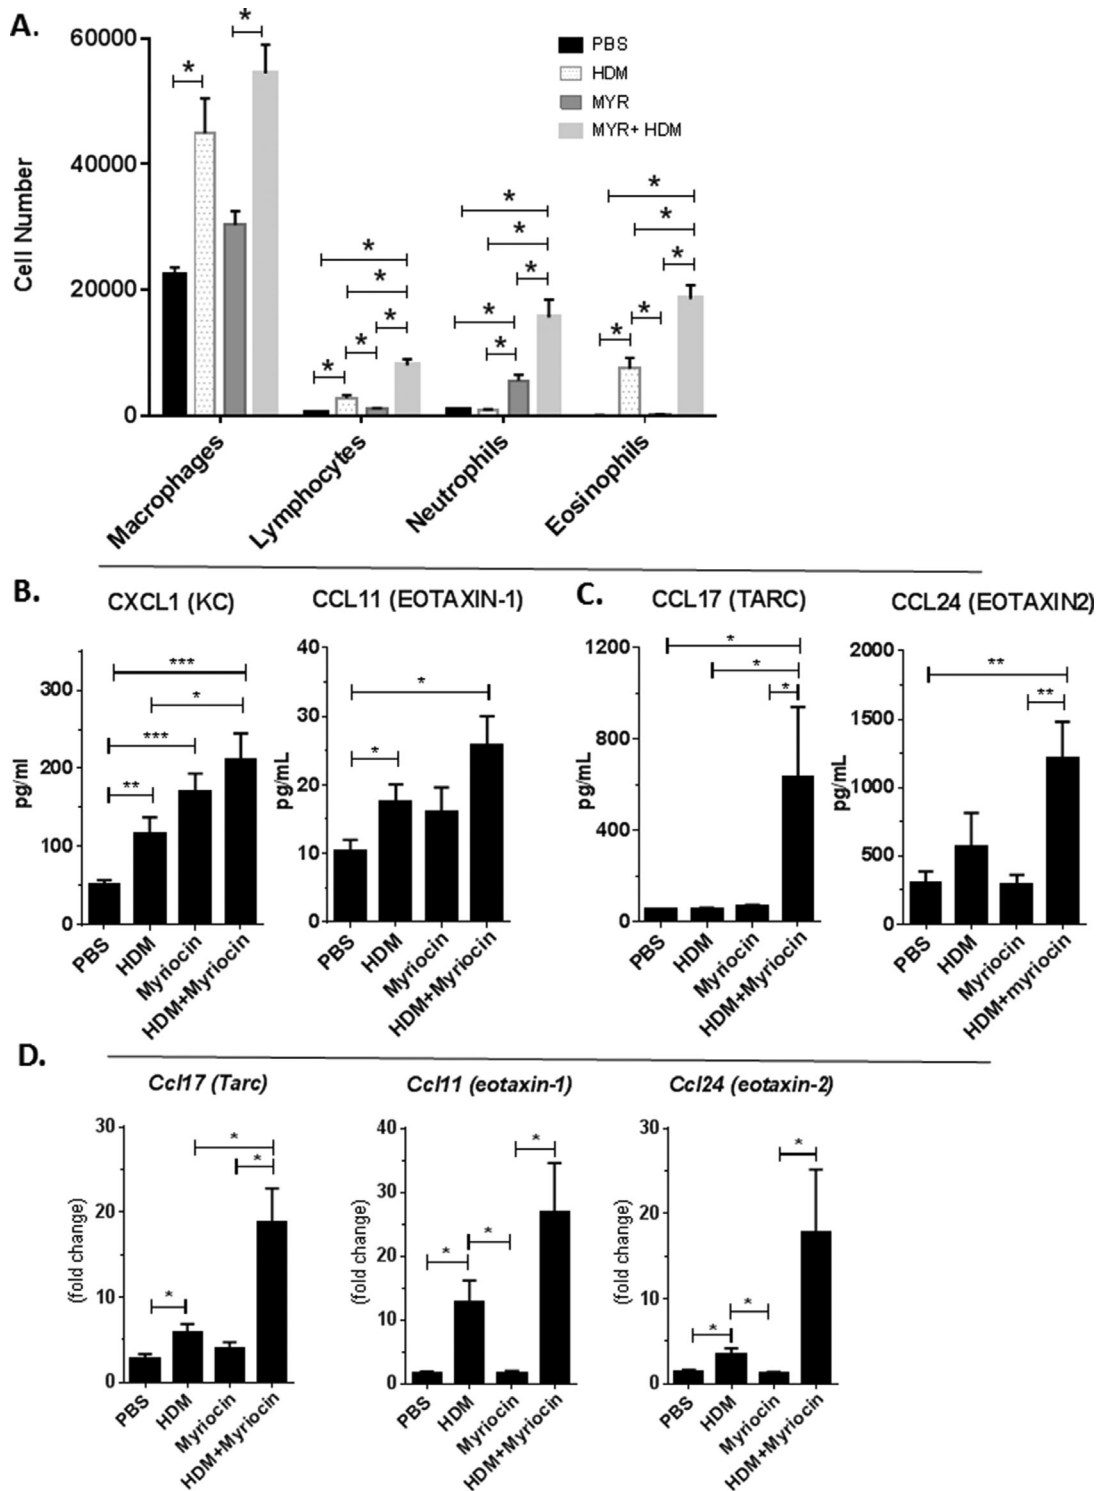 A.
60000
40000
20000
0
Cell Number
PBS
HDM
MYR
MYR+ HDM
* * * * * * * * * * * * * * * * *
Macrophages
Lymphocytes
Neutrophils
Eosinophils
B.
CXCL1 (KC)
pg/ml
300
200
100
0
***
*
***
**
PBS
HDM
Myriocin
HDM+Myriocin
CCL11 (EOTAXIN-1)
pg/mL
40
30
20
10
0
*
*
PBS
HDM
Myriocin
HDM+Myriocin
C.
CCL17 (TARC)
pg/mL
1200
800
400
0
*
*
*
PBS
HDM
Myriocin
HDM+Myriocin
CCL24 (EOTAXIN2)
pg/mL
2000
1500
1000
500
0
**
**
PBS
HDM
Myriocin
HDM+myriocin
D.
Ccl17 (Tarc)
(fold change)
30
20
10
0
*
*
*
PBS
HDM
Myriocin
HDM+Myriocin
Ccl11 (eotaxin-1)
(fold change)
40
30
20
10
0
*
*
*
PBS
HDM
Myriocin
HDM+Myriocin
Ccl24 (eotaxin-2)
(fold change)
30
20
10
0
*
*
*
PBS
HDM
Myriocin
HDM+Myriocin